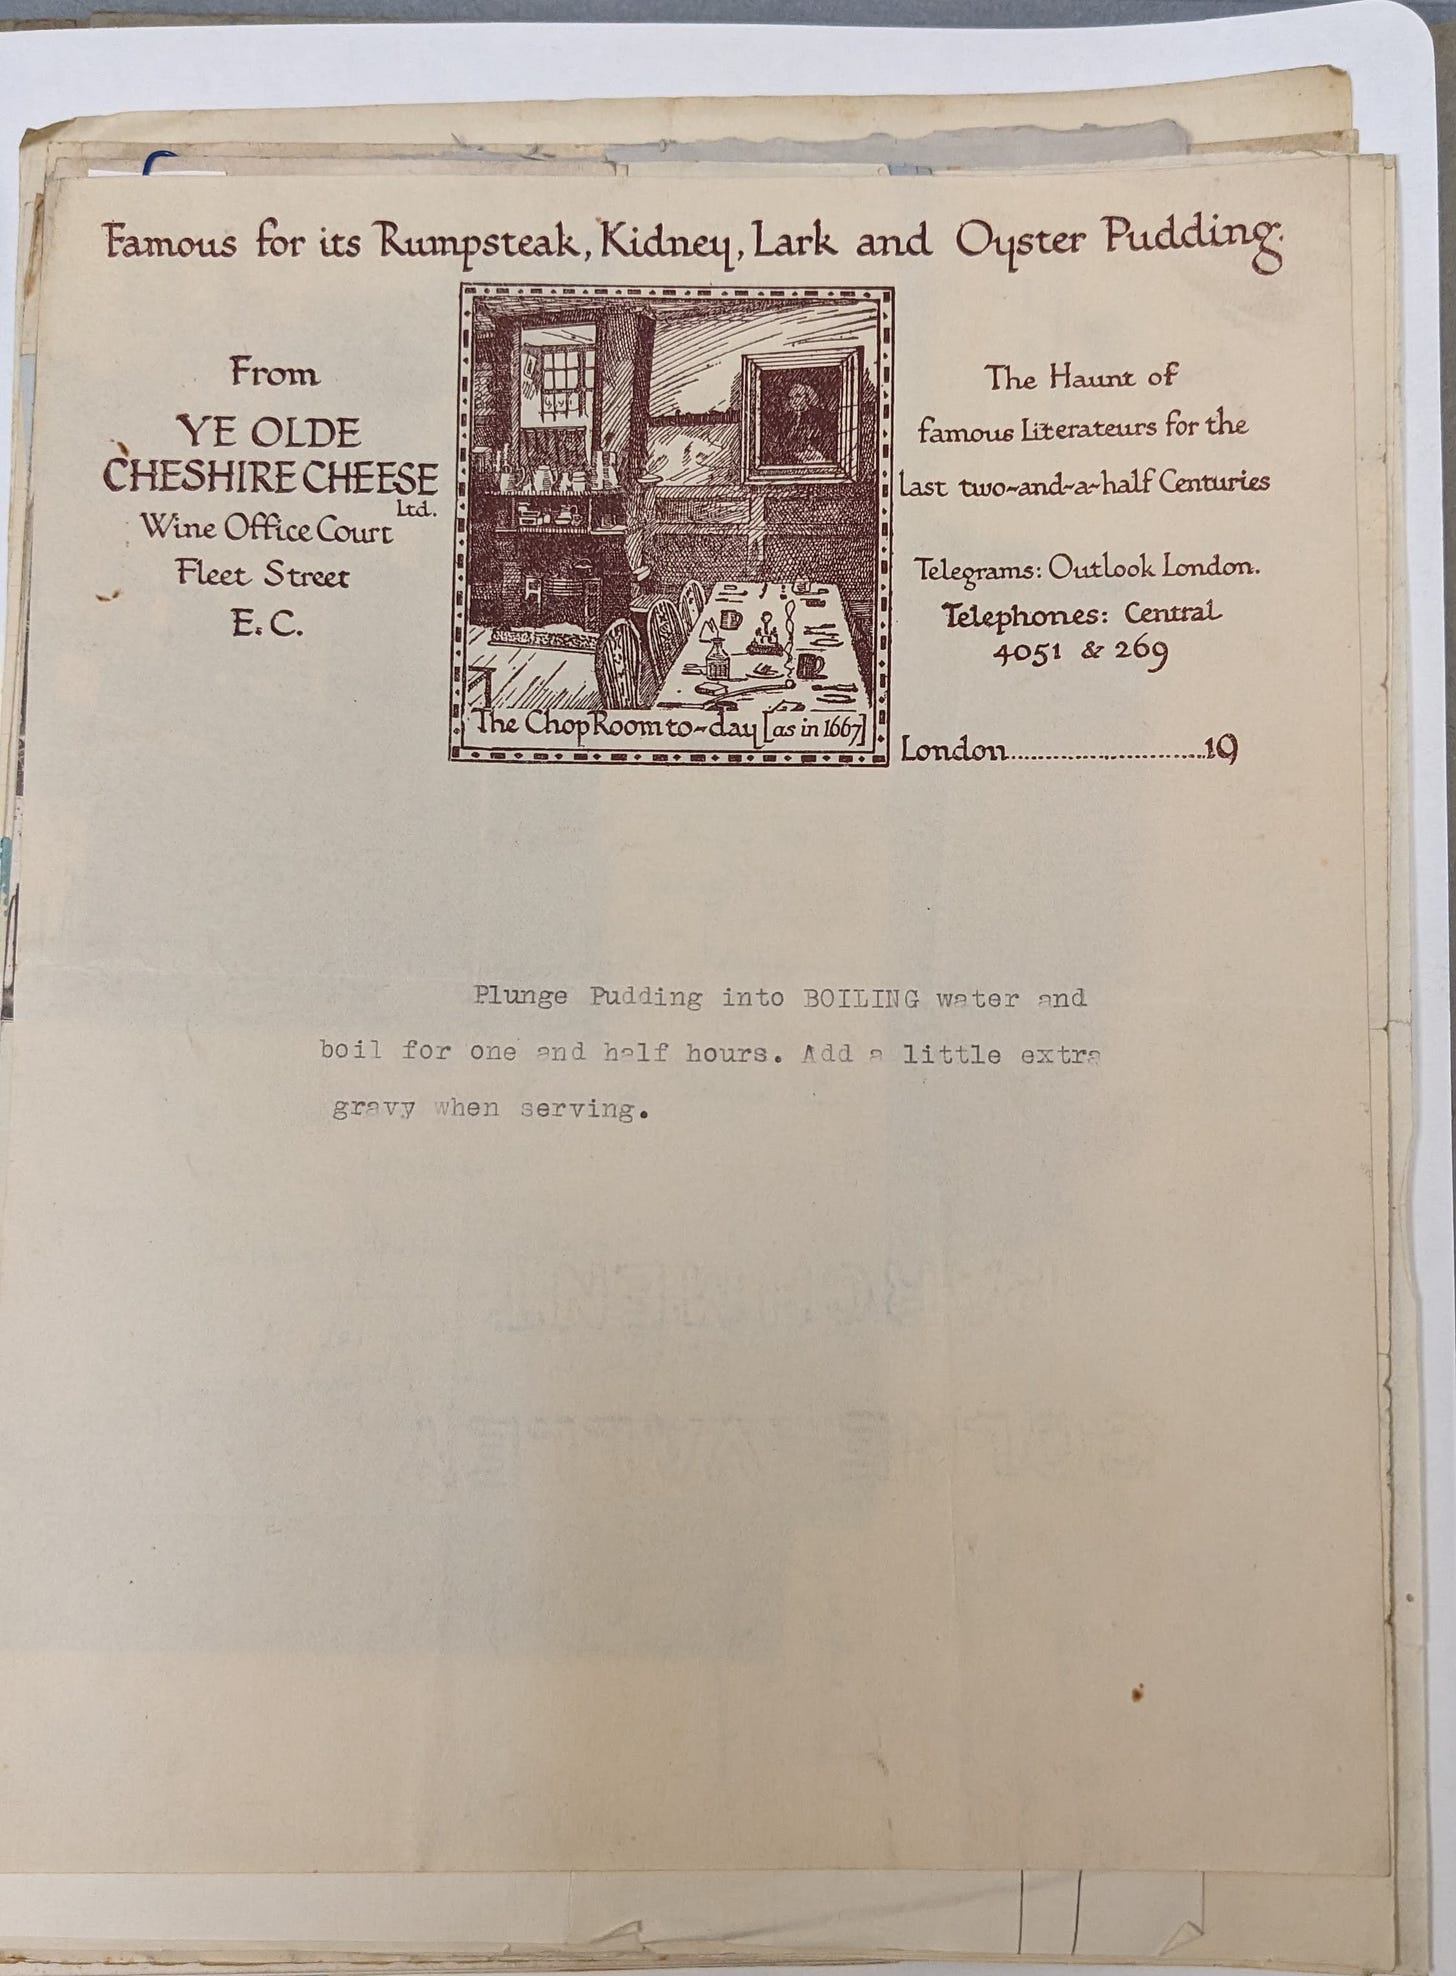 Famous for its Rumpsteak, Kidney, Lark and Oyster Pudding.
From
YE OLDE
CHESHIRE CHEESE
Ltd.
Wine Office Court
Fleet Street
E.C.
The Chop Room to-day [as in 1667]
The Haunt of
famous Literateurs for the
last two-and-a-half Centuries
Telegrams: Outlook London.
Telephones: Central
4051 & 269
London..........................19
Plunge Pudding into BOILING water and
boil for one and half hours. Add a little extra
gravy when serving.